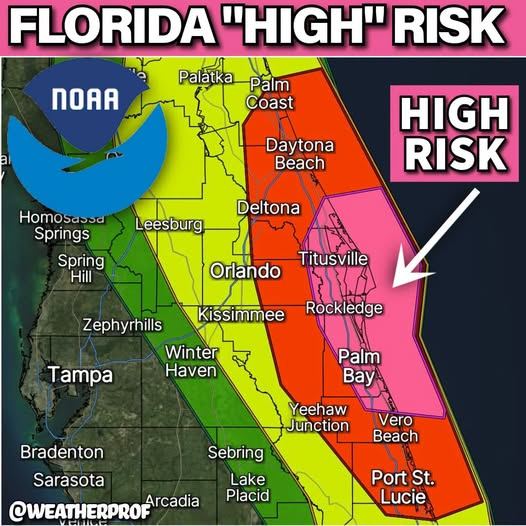 FLORIDA "HIGH" RISK
NOAA
Palatka
Palm
Coast
HIGH
RISK
Daytona
Beach
Deltona
Homosassa
Springs
Leesburg
Spring
Hill
Orlando
Titusville
Kissimmee
Rockledge
Zephyrhills
Winter
Haven
Tampa
Palm
Bay
Yeehaw
Junction
Vero
Beach
Bradenton
Sebring
Sarasota
Lake
Placid
Port St.
Lucie
Arcadia
@WEATHERPROF
Venice